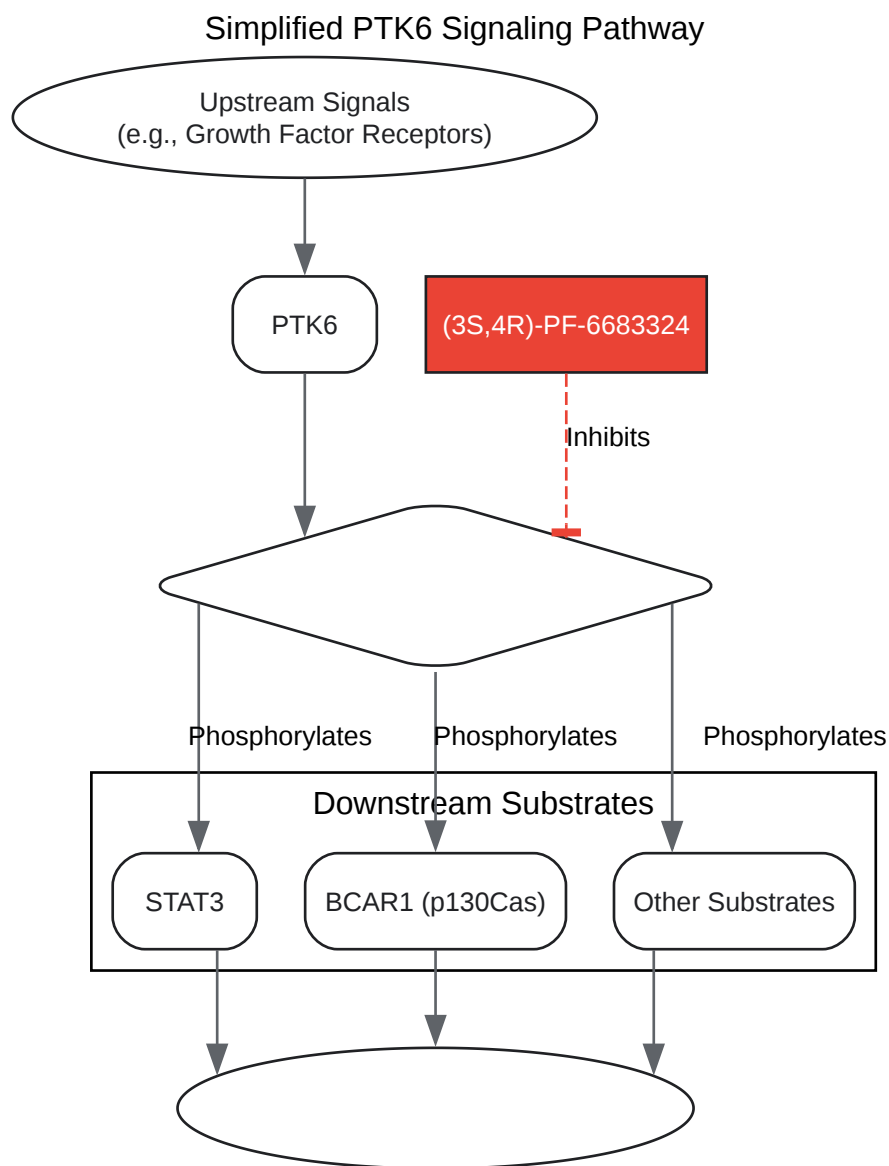 Simplified PTK6 Signaling Pathway
Upstream Signals
(e.g., Growth Factor Receptors)
PTK6
(3S,4R)-PF-6683324
Inhibits
Phosphorylates
Phosphorylates
Phosphorylates
Downstream Substrates
STAT3
BCAR1 (p130Cas)
Other Substrates